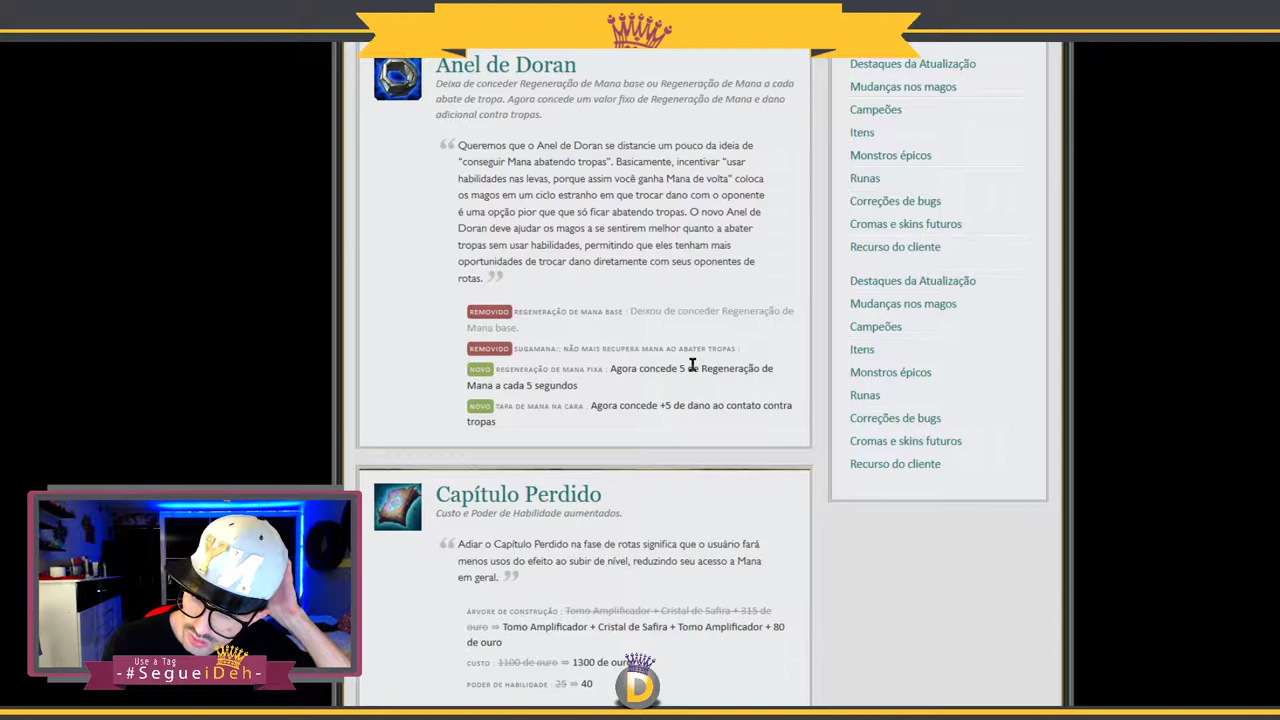 Anel de Doran
Deixa de conceder Regeneração de Mana base ou Regeneração de Mana a cada
abate de tropa. Agora concede um valor fixo de Regeneração de Mana e dano
adicional contra tropas.
Queremos que o Anel de Doran se distancie um pouco da ideia de
"conseguir Mana abatendo tropas". Basicamente, incentivar "usar
habilidades nas levas, porque assim você ganha Mana de volta" coloca
os magos em um ciclo estranho em que trocar dano com o oponente
é uma opção pior que que só ficar abatendo tropas. O novo Anel de
Doran deve ajudar os magos a se sentirem melhor quanto a abater
tropas sem usar habilidades, permitindo que eles tenham mais
oportunidades de trocar dano diretamente com seus oponentes de
rotas.
REMOVIDO REGENERAÇÃO DE MANA BASE : Deixou de conceder Regeneração de
Mana base.
REMOVIDO SUGAMANA:: NÃO MAIS RECUPERA MANA AO ABATER TROPAS :
NOVO REGENERAÇÃO DE MANA FIXA : Agora concede 5 de Regeneração de
Mana a cada 5 segundos
NOVO TAPA DE MANA NA CARA : Agora concede +5 de dano ao contato contra
tropas
Capítulo Perdido
Custo e Poder de Habilidade aumentados.
Adiar o Capítulo Perdido na fase de rotas significa que o usuário fará
menos usos do efeito ao subir de nível, reduzindo seu acesso a Mana
em geral.
ÁRVORE DE CONSTRUÇÃO : Tomo Amplificador + Cristal de Safira + 315 de
ouro ⇒ Tomo Amplificador + Cristal de Safira + Tomo Amplificador + 80
de ouro
CUSTO : 1100 de ouro ⇒ 1300 de ouro
PODER DE HABILIDADE : 25 ⇒ 40
Destaques da Atualização
Mudanças nos magos
Campeões
Itens
Monstros épicos
Runas
Correções de bugs
Cromas e skins futuros
Recurso do cliente
Destaques da Atualização
Mudanças nos magos
Campeões
Itens
Monstros épicos
Runas
Correções de bugs
Cromas e skins futuros
Recurso do cliente
Use a Tag
-#SegueiDeh-
D